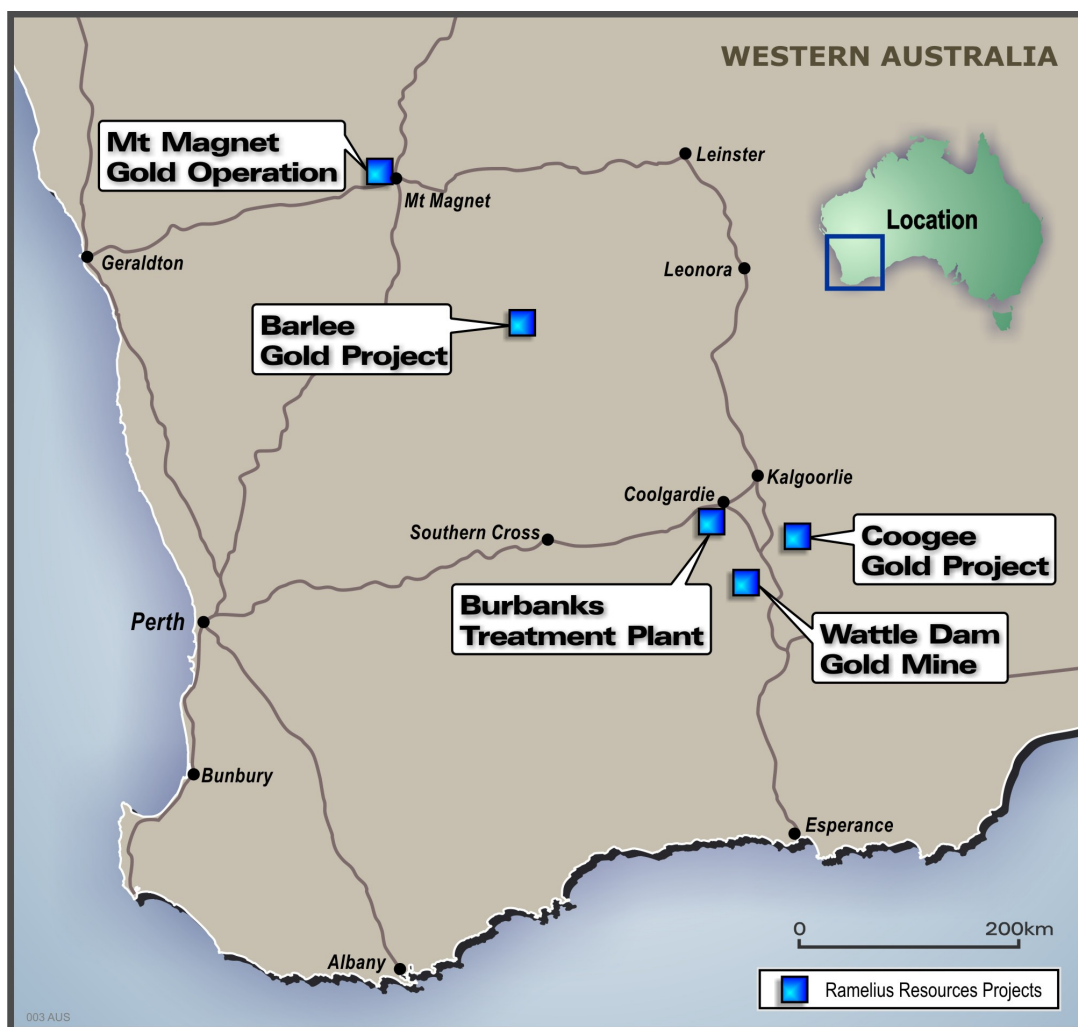 WESTERN AUSTRALIA
Mt Magnet
Gold Operation
Leinster
Mt Magnet
Location
Geraldton
Leonora
Barlee
Gold Project
Kalgoorlie
Coolgardie
Southern Cross
Coogee
Gold Project
Burbanks
Treatment Plant
Perth
Wattle Dam
Gold Mine
Bunbury
Esperance
0 200km
Albany
Ramelius Resources Projects
003 AUS